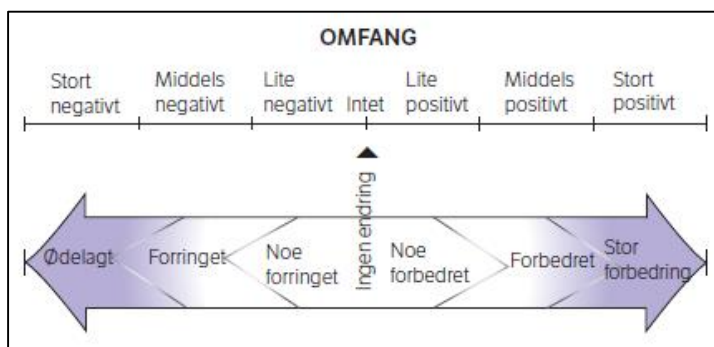 OMFANG
Stort negativt
Middels negativt
Lite negativt
Intet
Lite positivt
Middels positivt
Stort positivt
Ingen endring
Ødelagt
Forringet
Noe forringet
Noe forbedret
Forbedret
Stor forbedring